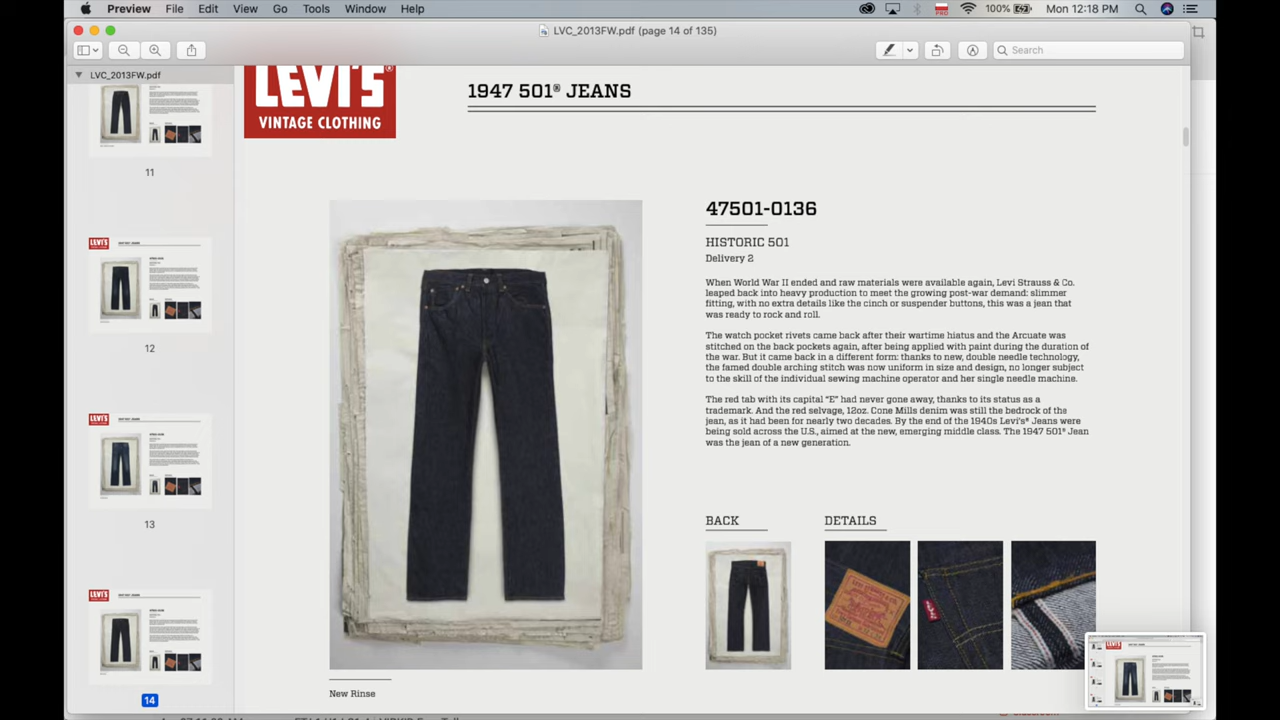 Preview File Edit View Go Tools Window Help
100%
Mon 12:18 PM
LVC_2013FW.pdf (page 14 of 135)
Search
LVC_2013FW.pdf
11
12
13
14
LEVI'S®
VINTAGE CLOTHING
1947 501® JEANS
47501-0136
HISTORIC 501
Delivery 2
When World War II ended and raw materials were available again, Levi Strauss & Co.
leaped back into heavy production to meet the growing post-war demand: slimmer
fitting, with no extra details like the cinch or suspender buttons, this was a jean that
was ready to rock and roll.
The watch pocket rivets came back after their wartime hiatus and the Arcuate was
stitched on the back pockets again, after being applied with paint during the duration of
the war. But it came back in a different form: thanks to new, double needle technology,
the famed double arching stitch was now uniform in size and design, no longer subject
to the skill of the individual sewing machine operator and her single needle machine.
The red tab with its capital “E” had never gone away, thanks to its status as a
trademark. And the red selvage, 12oz. Cone Mills denim was still the bedrock of the
jean, as it had been for nearly two decades. By the end of the 1940s Levi's® Jeans were
being sold across the U.S., aimed at the new, emerging middle class. The 1947 501® Jean
was the jean of a new generation.
BACK
DETAILS
New Rinse